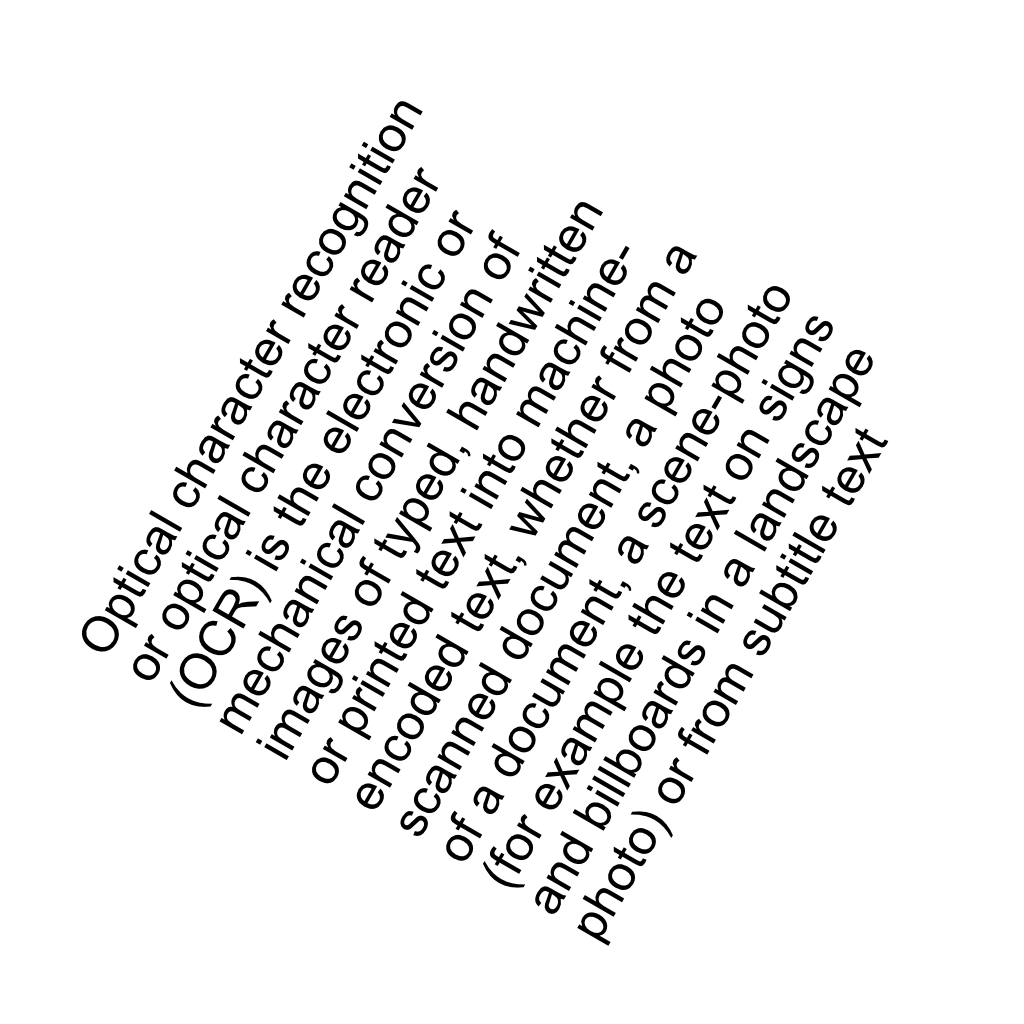 Optical character recognition
or optical character reader
(OCR) is the electronic or
mechanical conversion of
images of typed, handwritten
or printed text into machine-
encoded text, whether from a
scanned document, a photo
of a document, a scene-photo
(for example the text on signs
and billboards in a landscape
photo) or from subtitle text